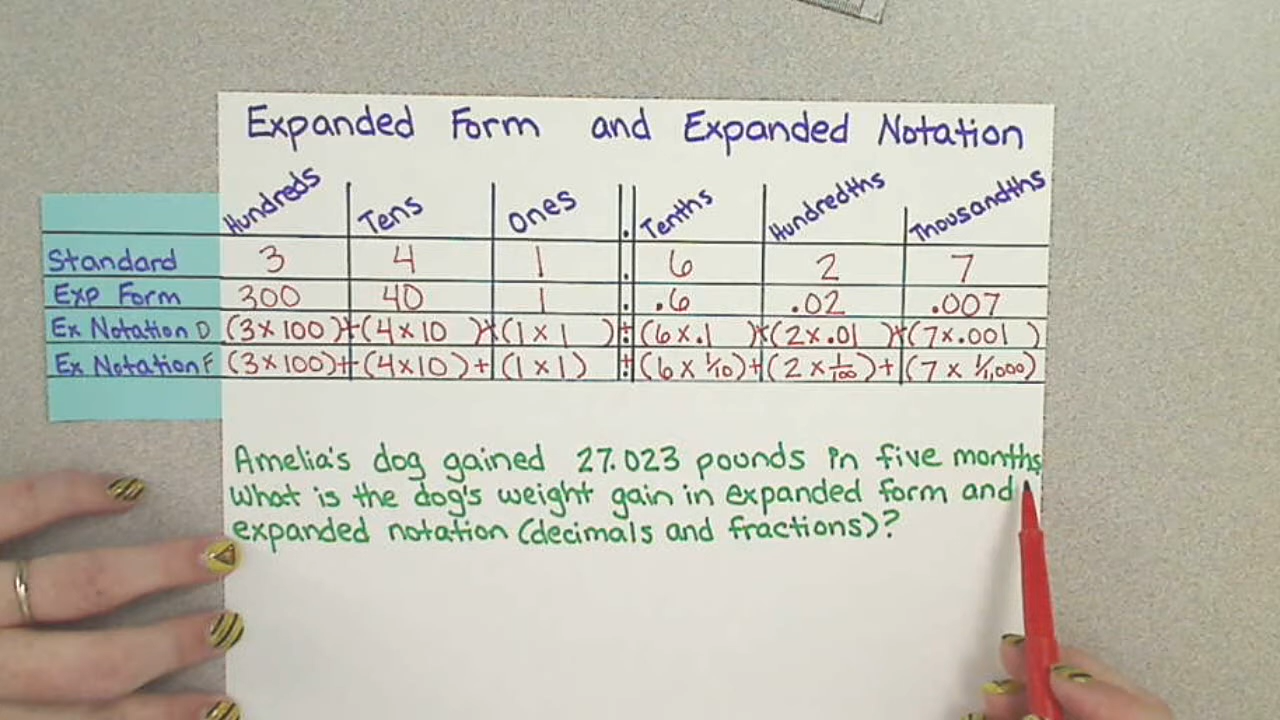 Expanded Form and Expanded Notation
Hundreds Tens Ones . Tenths Hundredths Thousandths
Standard 3 4 1 . 6 2 7
Exp Form 300 40 1 . .6 .02 .007
Ex Notation D (3×100)+(4×10)+(1×1)+(6×.1)+(2×.01)+(7×.001)
Ex Notation F (3×100)+(4×10)+(1×1)+(6×1/10)+(2×1/100)+(7×1/1,000)
Amelia's dog gained 27.023 pounds in five months
What is the dog's weight gain in expanded form and
expanded notation (decimals and fractions)?